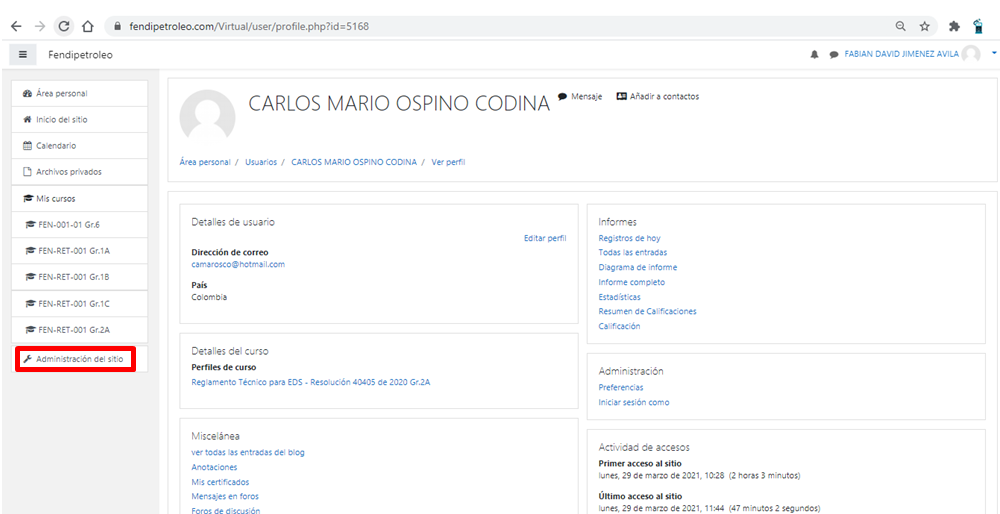 fendipetroleo.com/Virtual/user/profile.php?id=5168
Fendipetroleo
FABIAN DAVID JIMENEZ AVILA
Área personal
Inicio del sitio
Calendario
Archivos privados
Mis cursos
FEN-001-01 Gr.6
FEN-RET-001 Gr.1A
FEN-RET-001 Gr.1B
FEN-RET-001 Gr.1C
FEN-RET-001 Gr.2A
Administración del sitio
CARLOS MARIO OSPINO CODINA
Mensaje
Añadir a contactos
Área personal / Usuarios / CARLOS MARIO OSPINO CODINA / Ver perfil
Detalles de usuario
Editar perfil
Dirección de correo
camarosco@hotmail.com
País
Colombia
Detalles del curso
Perfiles de curso
Reglamento Técnico para EDS - Resolución 40405 de 2020 Gr.2A
Miscelánea
ver todas las entradas del blog
Anotaciones
Mis certificados
Mensajes en foros
Foros de discusión
Informes
Registros de hoy
Todas las entradas
Diagrama de informe
Informe completo
Estadísticas
Resumen de Calificaciones
Calificación
Administración
Preferencias
Iniciar sesión como
Actividad de accesos
Primer acceso al sitio
lunes, 29 de marzo de 2021, 10:28 (2 horas 3 minutos)
Último acceso al sitio
lunes, 29 de marzo de 2021, 11:44 (47 minutos 2 segundos)